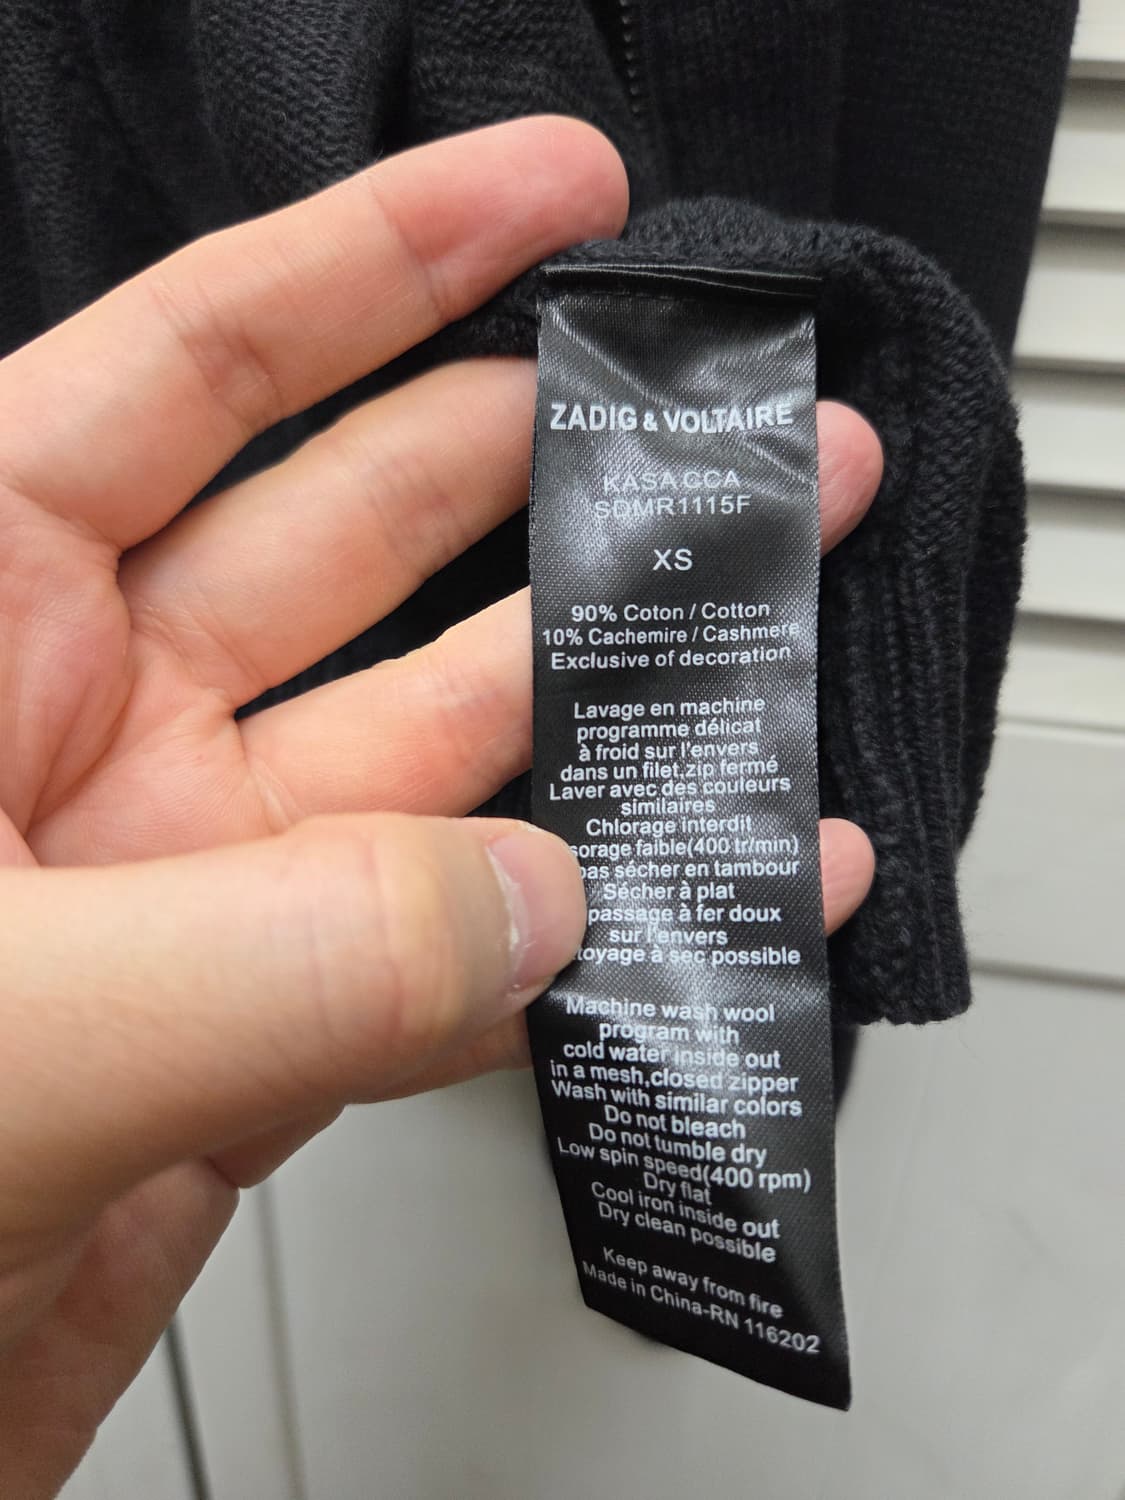 ZADIG & VOLTAIRE
KASA CCA
SDMR1115F
XS
90% Coton / Cotton
10% Cachemire / Cashmere
Exclusive of decoration
Lavage en machine
programme délicat
à froid sur l'envers
dans un filet,zip fermé
Laver avec des couleurs
similaires
Chlorage interdit
sorage faible(400 tr/min)
pas sécher en tambour
Sécher à plat
passage à fer doux
sur l'envers
toyage à sec possible
Machine wash wool
program with
cold water inside out
in a mesh,closed zipper
Wash with similar colors
Do not bleach
Do not tumble dry
Low spin speed(400 rpm)
Dry flat
Cool iron inside out
Dry clean possible
Keep away from fire
Made in China-RN 116202